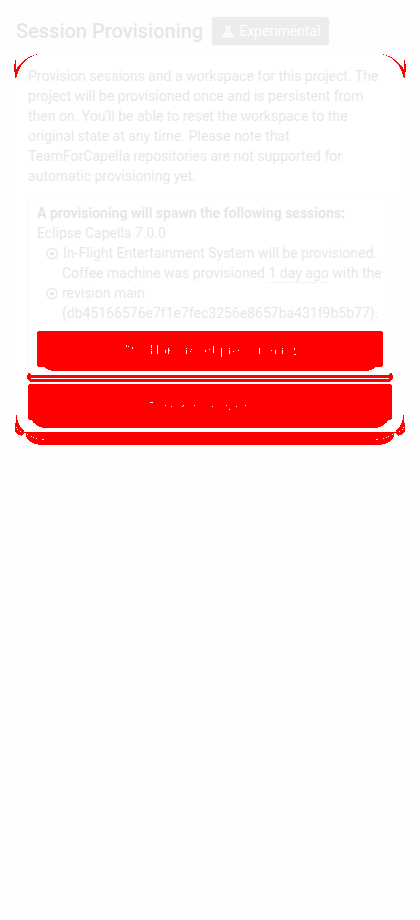 Session Provisioning
Experimental
Provision sessions and a workspace for this project. The
project will be provisioned once and is persistent from
then on. You'll be able to reset the workspace to the
original state at any time. Please note that
TeamForCapella repositories are not supported for
automatic provisioning yet.
A provisioning will spawn the following sessions:
Eclipse Capella 7.0.0
In-Flight Entertainment System will be provisioned.
Coffee machine was provisioned 1 day ago with the
revision main
(db45166576e7f1e7fec3256e8657ba431f9b5b77).